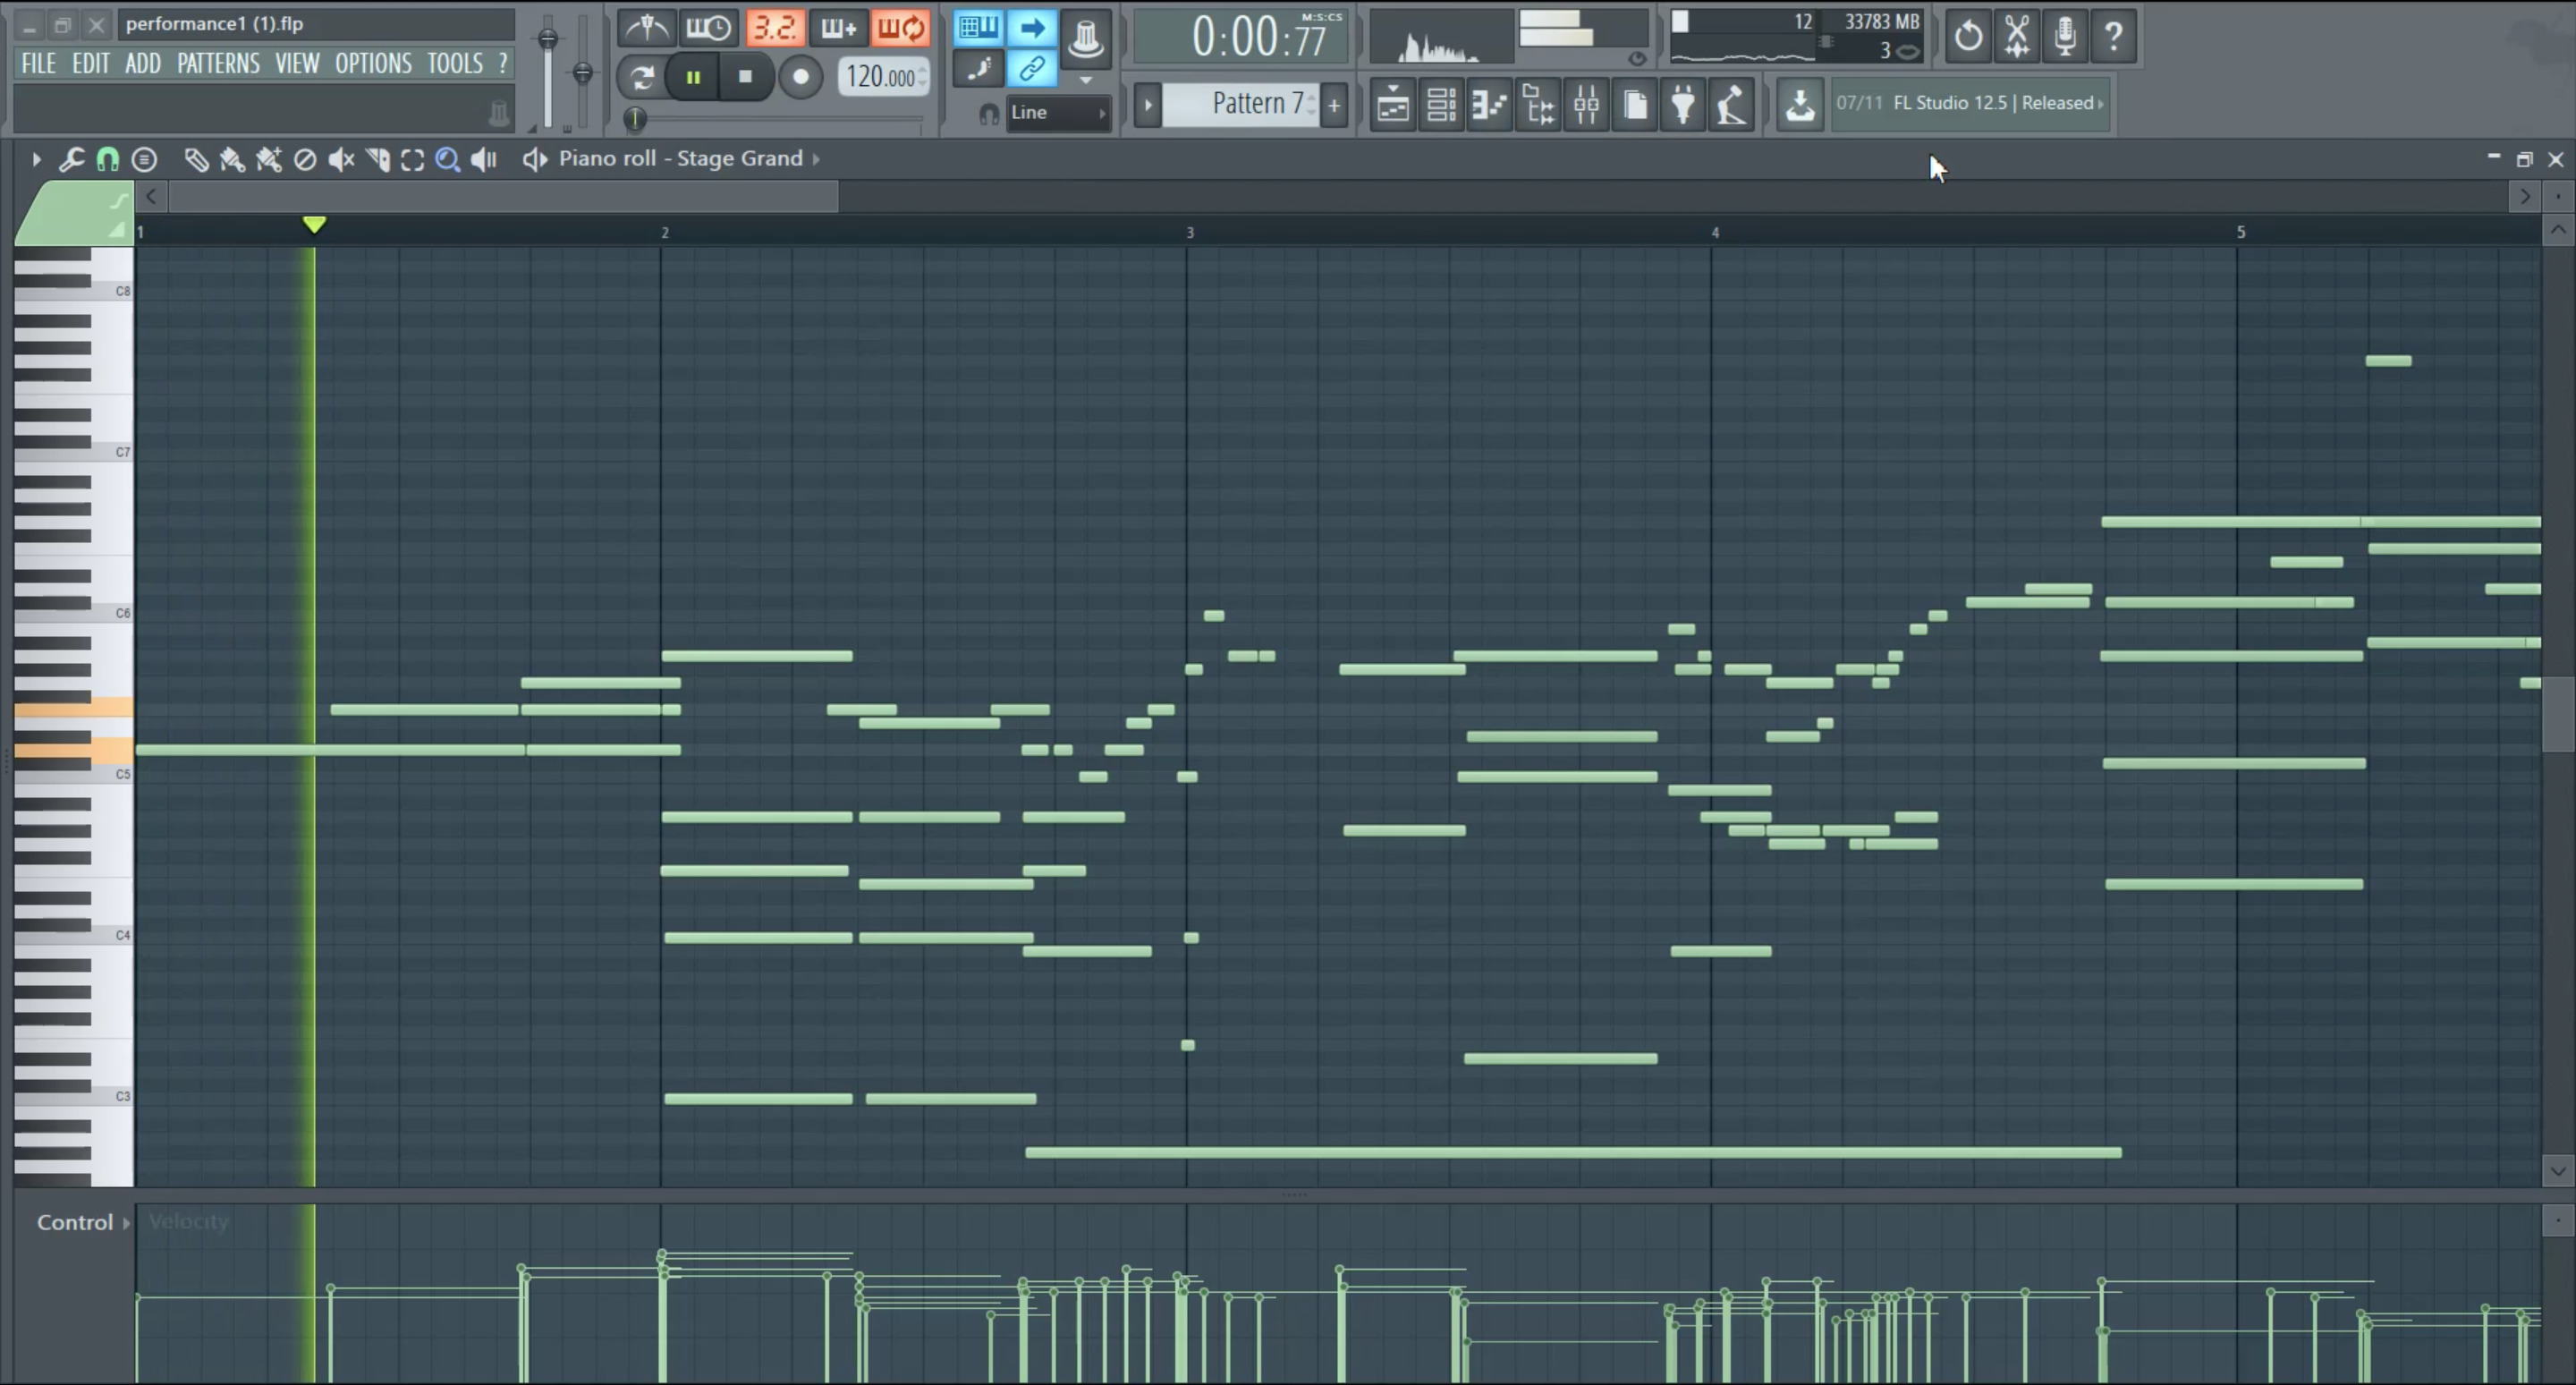 performance1 (1).flp
FILE EDIT ADD PATTERNS VIEW OPTIONS TOOLS ?
3.2.
120.000
Line
0:00:77
M:S:CS
Pattern 7
+
12
33783 MB
3
?
07/11 FL Studio 12.5 | Released
Piano roll - Stage Grand
1 2 3 4 5
C8
C7
C6
C5
C4
C3
Control
Velocity